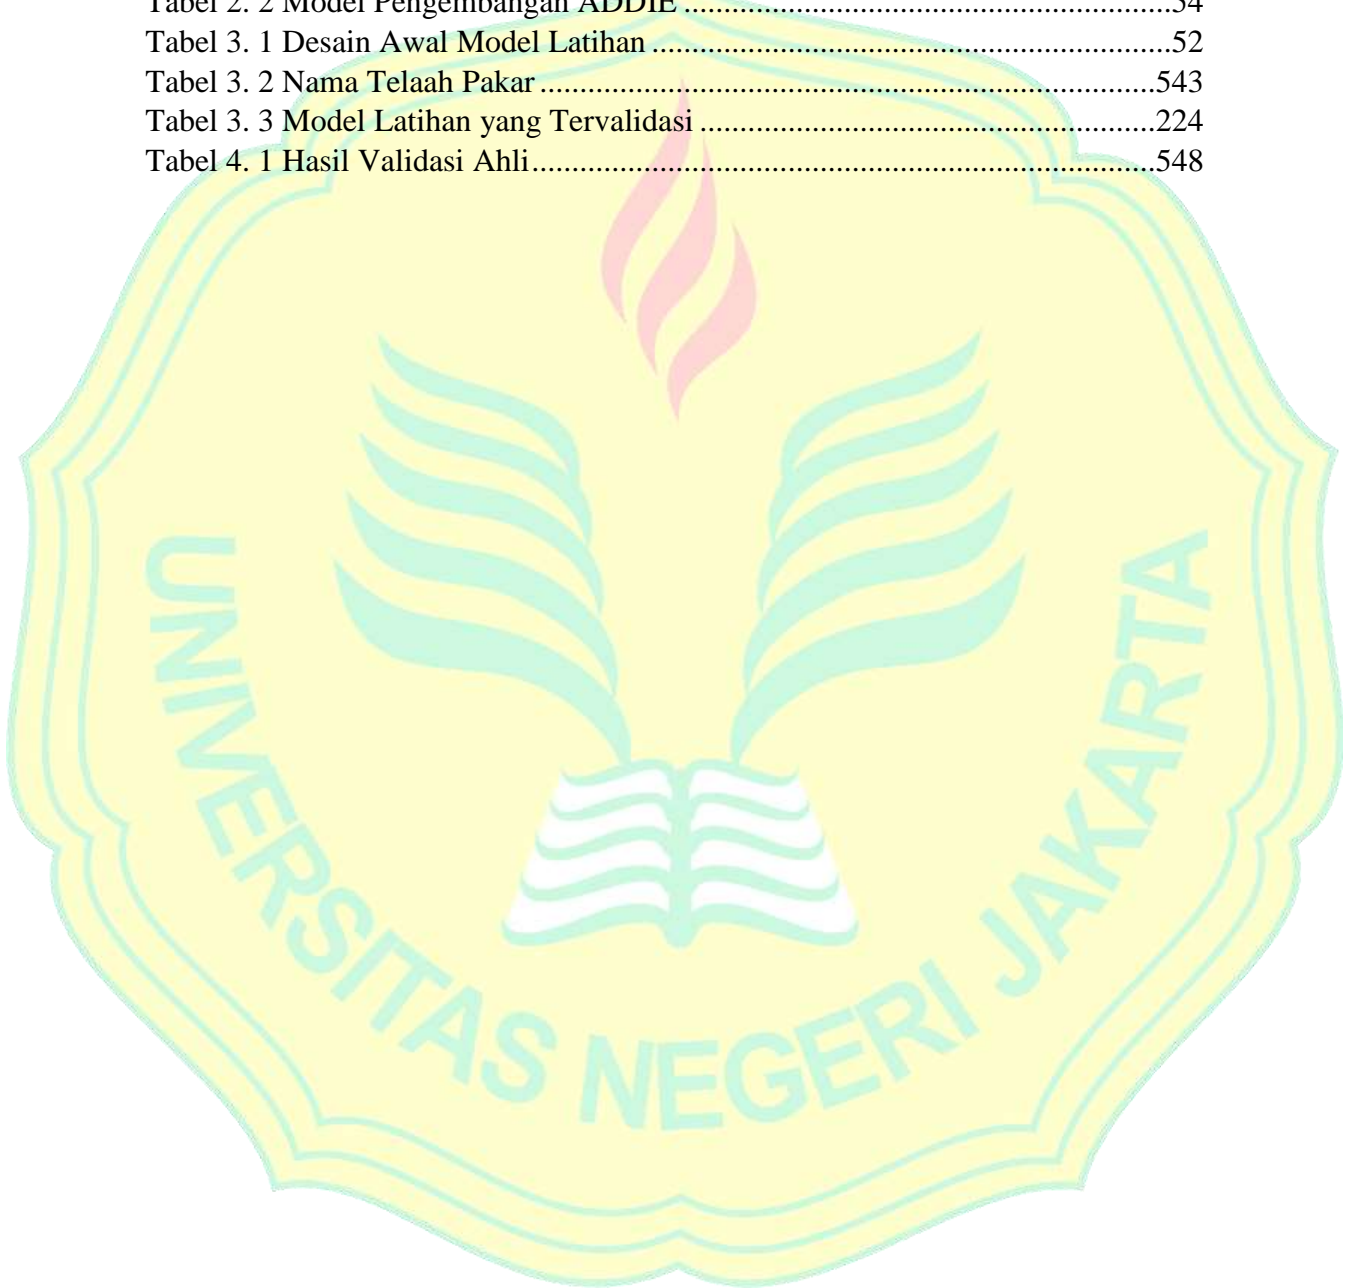 Tabel 2. 2 Model Pengembangan ADDIE ............................................................. 34
Tabel 3. 1 Desain Awal Model Latihan ................................................................. 52
Tabel 3. 2 Nama Telaah Pakar ............................................................................. 543
Tabel 3. 3 Model Latihan yang Tervalidasi ......................................................... 224
Tabel 4. 1 Hasil Validasi Ahli .............................................................................. 548
UNIVERSITAS NEGERI JAKARTA